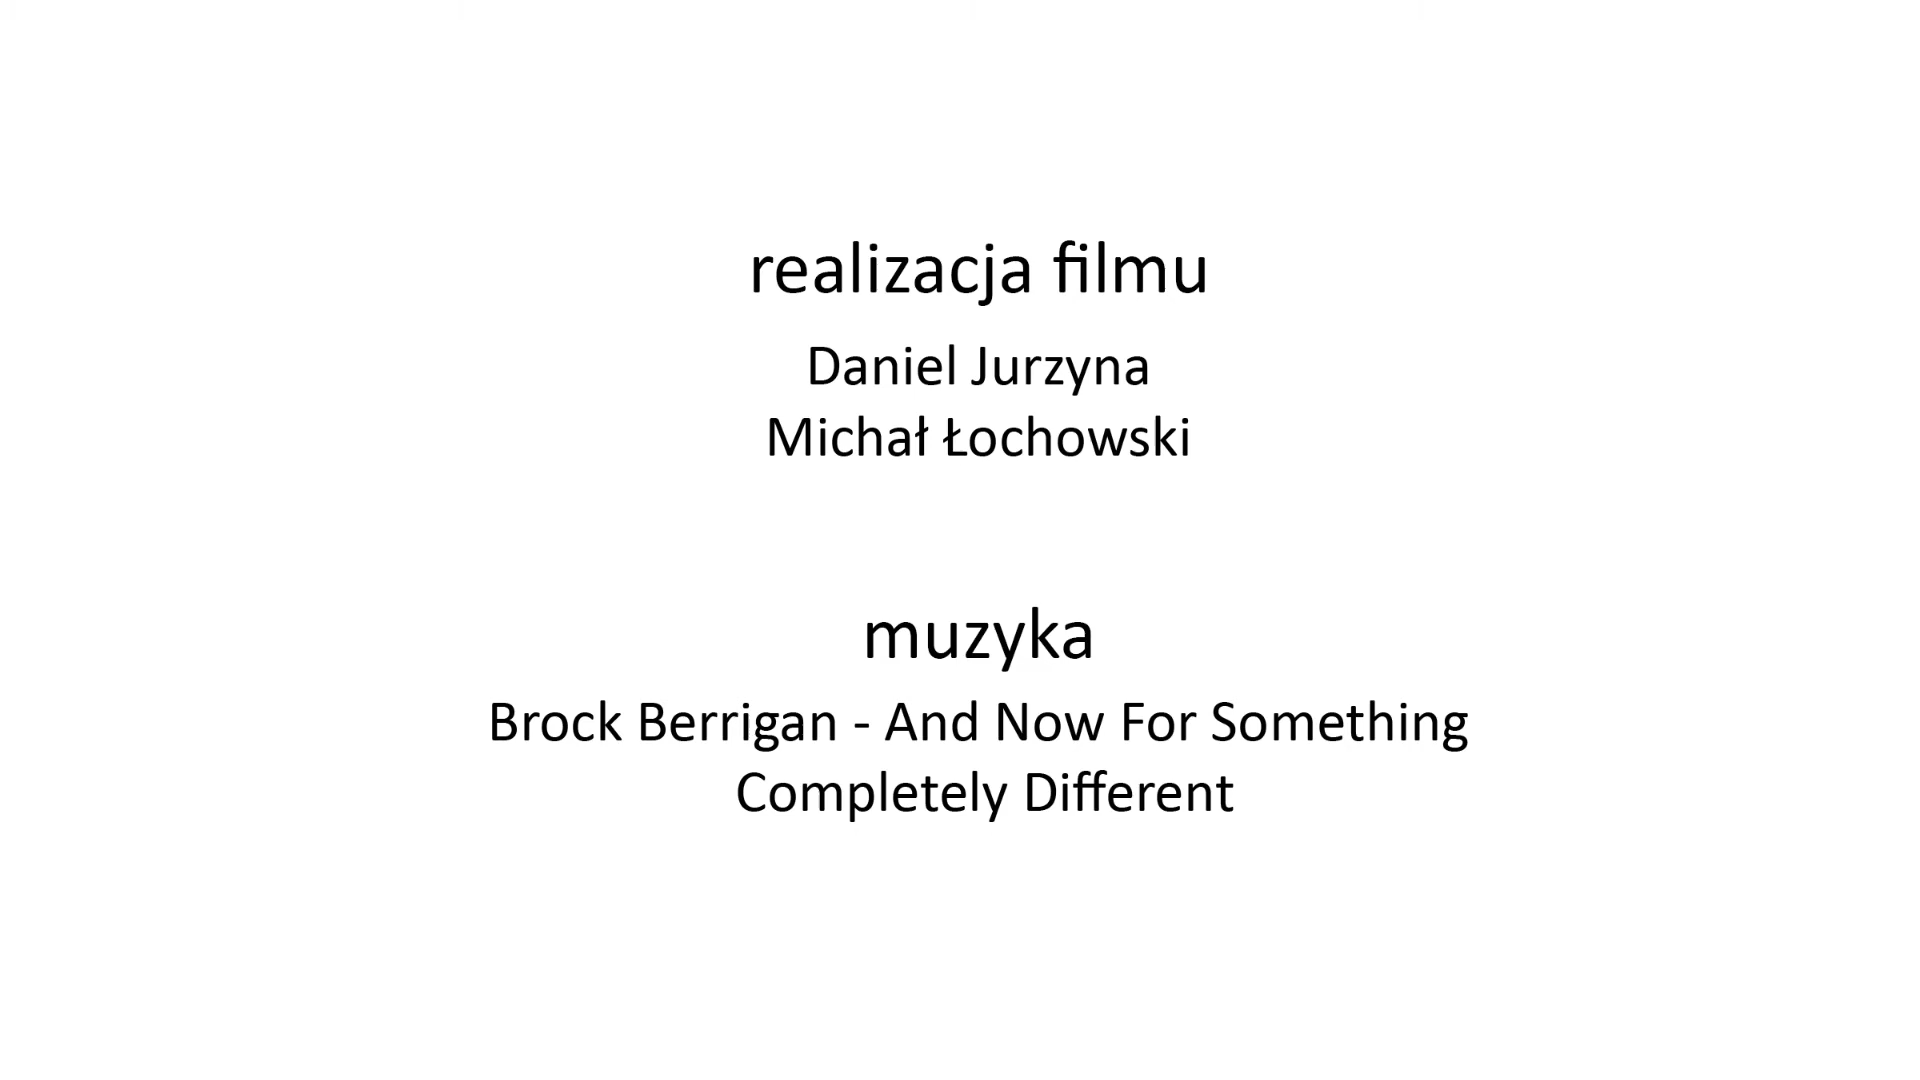 realizacja filmu
Daniel Jurzyna
Michał Łochowski
muzyka
Brock Berrigan - And Now For Something
Completely Different